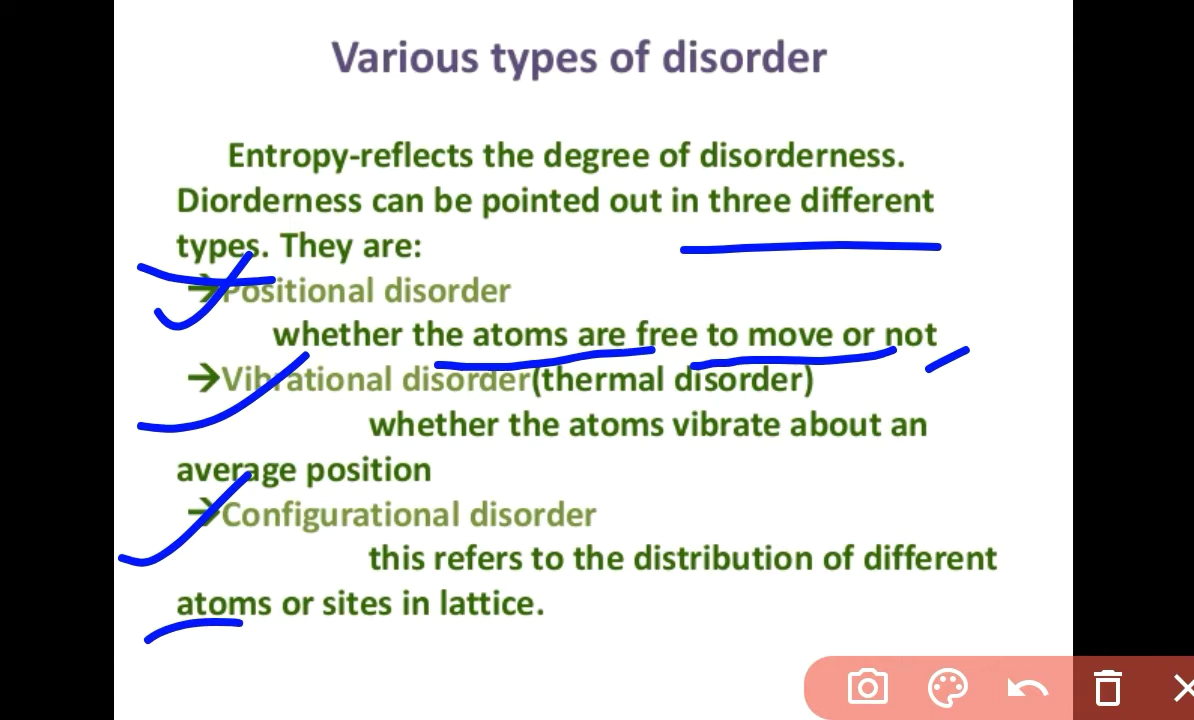 Various types of disorder
Entropy-reflects the degree of disorderness.
Diorderness can be pointed out in three different
types. They are:
→Positional disorder
whether the atoms are free to move or not
→Vibrational disorder(thermal disorder)
whether the atoms vibrate about an
average position
→Configurational disorder
this refers to the distribution of different
atoms or sites in lattice.